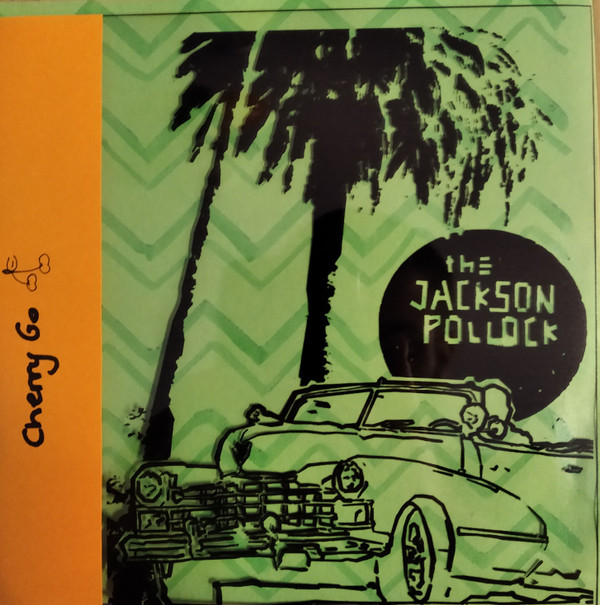 Cherry Go
the
JACKSON
POLLOCK